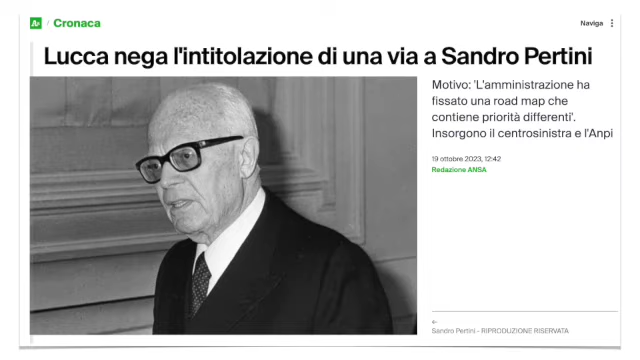 A* / Cronaca
Naviga
Lucca nega l'intitolazione di una via a Sandro Pertini
Motivo: 'L'amministrazione ha
fissato una road map che
contiene priorità differenti'.
Insorgono il centrosinistra e l'Anpi
19 ottobre 2023, 12:42
Redazione ANSA
Sandro Pertini - RIPRODUZIONE RISERVATA